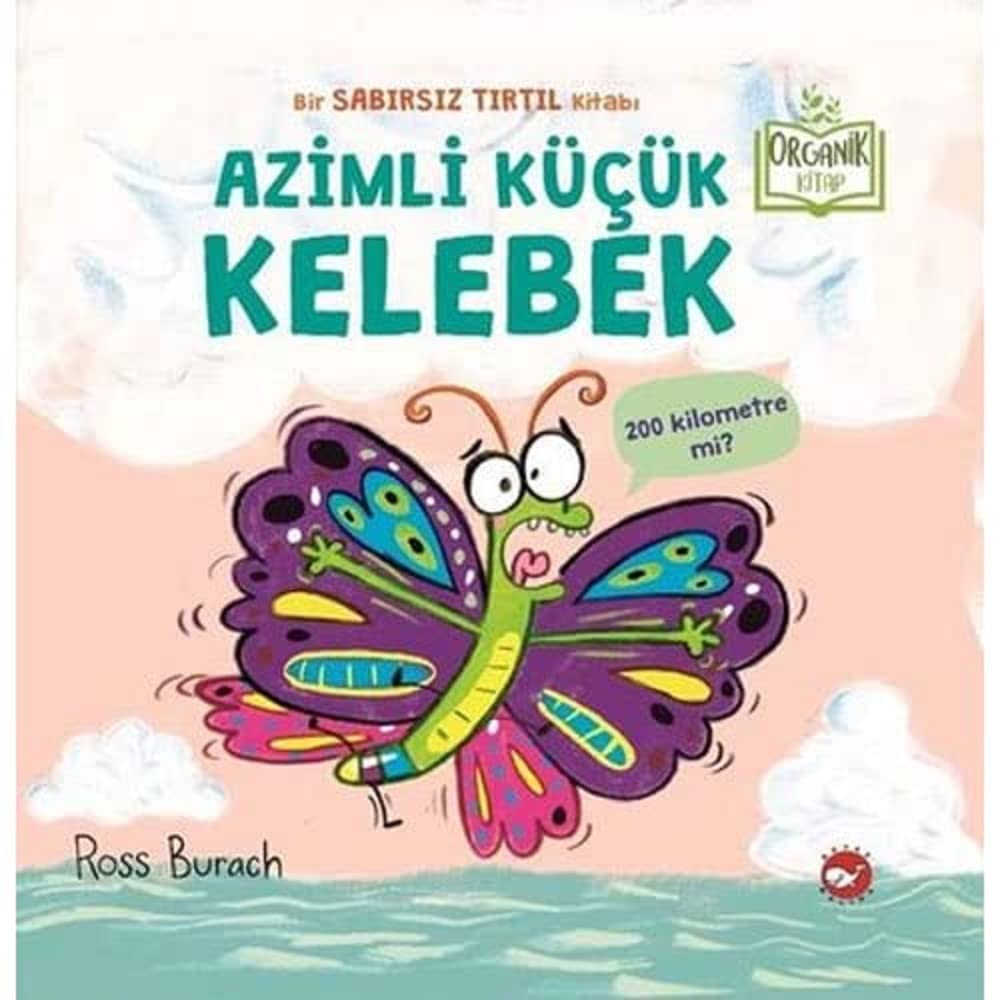 Bir SABIRSIZ TIRTIL Kitabı
AZİMLİ KÜÇÜK
KELEBEK
ORGANİK
KİTAP
200 kilometre
mi?
Ross Burach